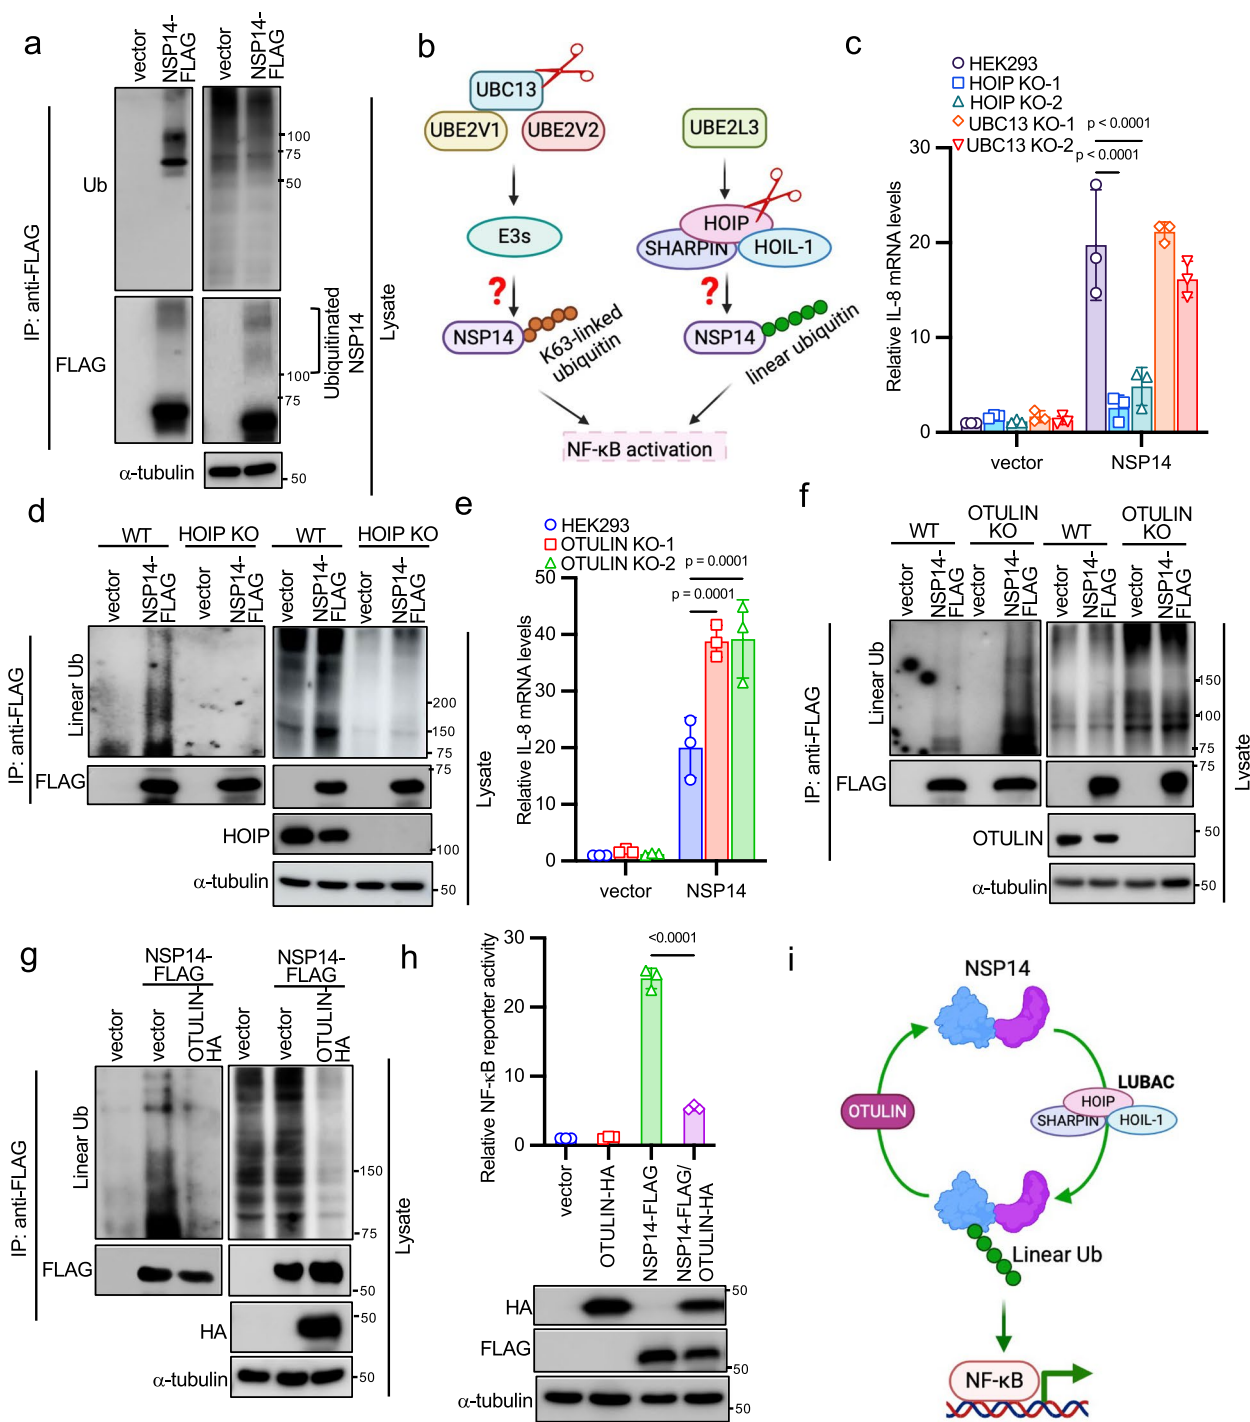 a
vector
NSP14-
FLAG
vector
NSP14-
FLAG
IP: anti-FLAG
Ub
FLAG
100
75
50
Ubiquitinated
NSP14
100
75
Lysate
α-tubulin
50
b
UBC13
UBE2V1
UBE2V2
UBE2L3
E3s
HOIP
SHARPIN
HOIL-1
?
?
NSP14
K63-linked
ubiquitin
NSP14
linear ubiquitin
NF-κB activation
c
HEK293
HOIP KO-1
HOIP KO-2
UBC13 KO-1
UBC13 KO-2
p < 0.0001
p < 0.0001
Relative IL-8 mRNA levels
30
20
10
0
vector
NSP14
d
WT
HOIP KO
WT
HOIP KO
vector
NSP14-
FLAG
vector
NSP14-
FLAG
vector
NSP14-
FLAG
vector
NSP14-
FLAG
IP: anti-FLAG
Linear Ub
FLAG
200
150
75
75
HOIP
100
α-tubulin
50
Lysate
e
HEK293
OTULIN KO-1
OTULIN KO-2
p = 0.0001
p = 0.0001
Relative IL-8 mRNA levels
50
40
30
20
10
0
vector
NSP14
f
WT
OTULIN
KO
WT
OTULIN
KO
vector
NSP14-
FLAG
vector
NSP14-
FLAG
vector
NSP14-
FLAG
vector
NSP14-
FLAG
IP: anti-FLAG
Linear Ub
FLAG
150
100
75
75
OTULIN
50
α-tubulin
50
Lysate
g
NSP14-
FLAG
NSP14-
FLAG
vector
vector
OTULIN-
HA
vector
vector
OTULIN-
HA
IP: anti-FLAG
Linear Ub
FLAG
150
75
50
HA
50
α-tubulin
50
Lysate
h
Relative NF-κB reporter activity
30
20
10
0
<0.0001
vector
OTULIN-HA
NSP14-FLAG
NSP14-FLAG/
OTULIN-HA
HA
50
FLAG
50
α-tubulin
50
i
NSP14
LUBAC
HOIP
SHARPIN
HOIL-1
OTULIN
Linear Ub
NF-κB